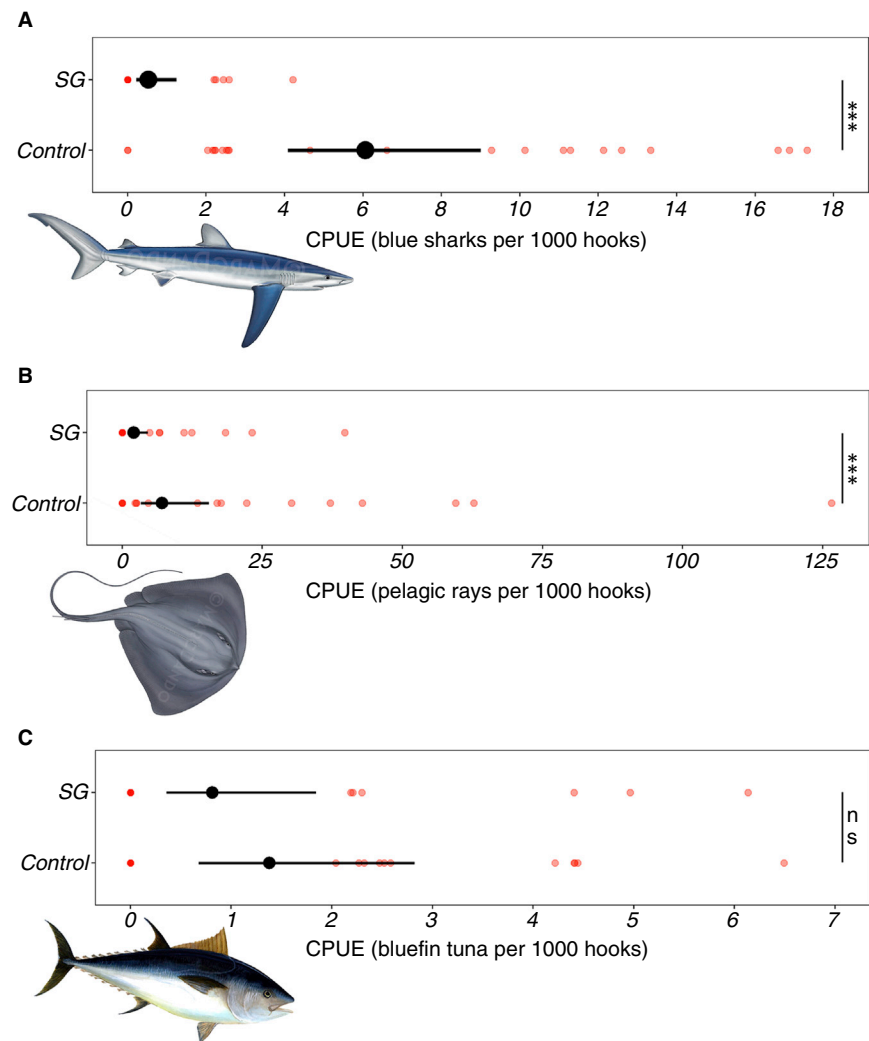 A
SG
Control
***
0 2 4 6 8 10 12 14 16 18
CPUE (blue sharks per 1000 hooks)
B
SG
Control
***
0 25 50 75 100 125
CPUE (pelagic rays per 1000 hooks)
C
SG
Control
ns
0 1 2 3 4 5 6 7
CPUE (bluefin tuna per 1000 hooks)